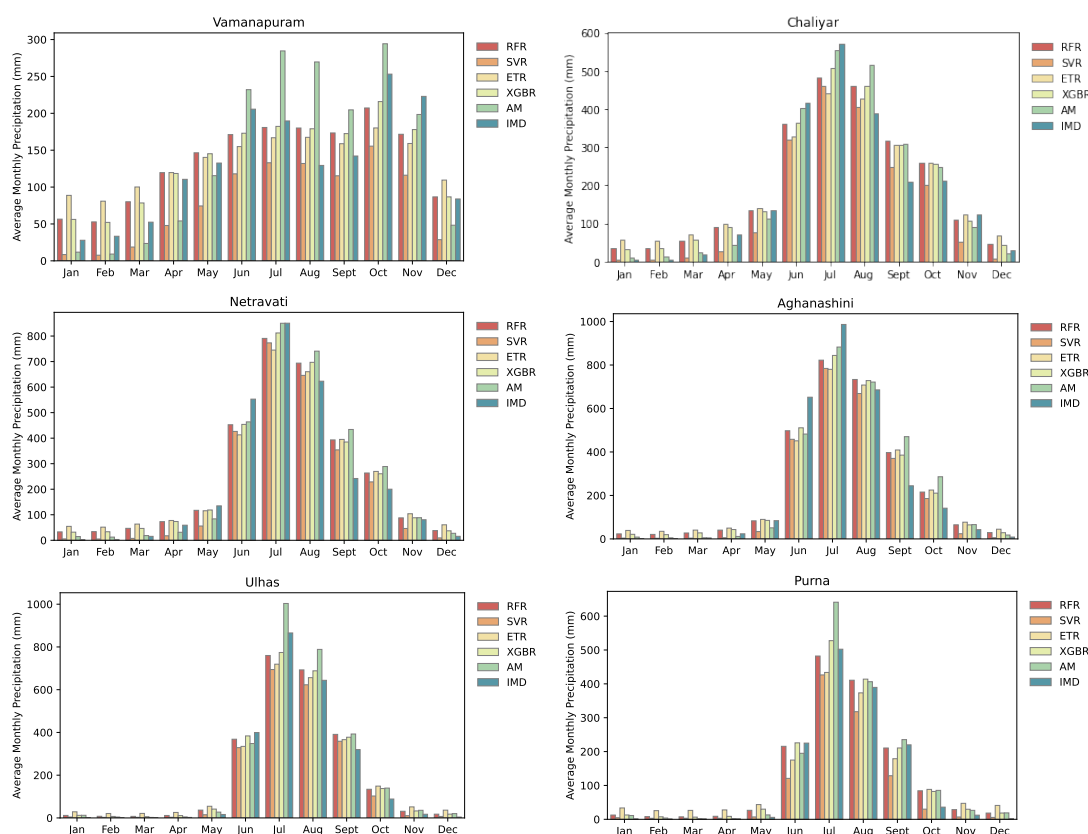 Vamanapuram
Average Monthly Precipitation (mm)
300
250
200
150
100
50
0
Jan Feb Mar Apr May Jun Jul Aug Sept Oct Nov Dec
RFR
SVR
ETR
XGBR
AM
IMD
Chaliyar
Average Monthly Precipitation (mm)
600
500
400
300
200
100
0
Jan Feb Mar Apr May Jun Jul Aug Sept Oct Nov Dec
RFR
SVR
ETR
XGBR
AM
IMD
Netravati
Average Monthly Precipitation (mm)
800
700
600
500
400
300
200
100
0
Jan Feb Mar Apr May Jun Jul Aug Sept Oct Nov Dec
RFR
SVR
ETR
XGBR
AM
IMD
Aghanashini
Average Monthly Precipitation (mm)
1000
800
600
400
200
0
Jan Feb Mar Apr May Jun Jul Aug Sept Oct Nov Dec
RFR
SVR
ETR
XGBR
AM
IMD
Ulhas
Average Monthly Precipitation (mm)
1000
800
600
400
200
0
Jan Feb Mar Apr May Jun Jul Aug Sept Oct Nov Dec
RFR
SVR
ETR
XGBR
AM
IMD
Purna
Average Monthly Precipitation (mm)
600
500
400
300
200
100
0
Jan Feb Mar Apr May Jun Jul Aug Sept Oct Nov Dec
RFR
SVR
ETR
XGBR
AM
IMD